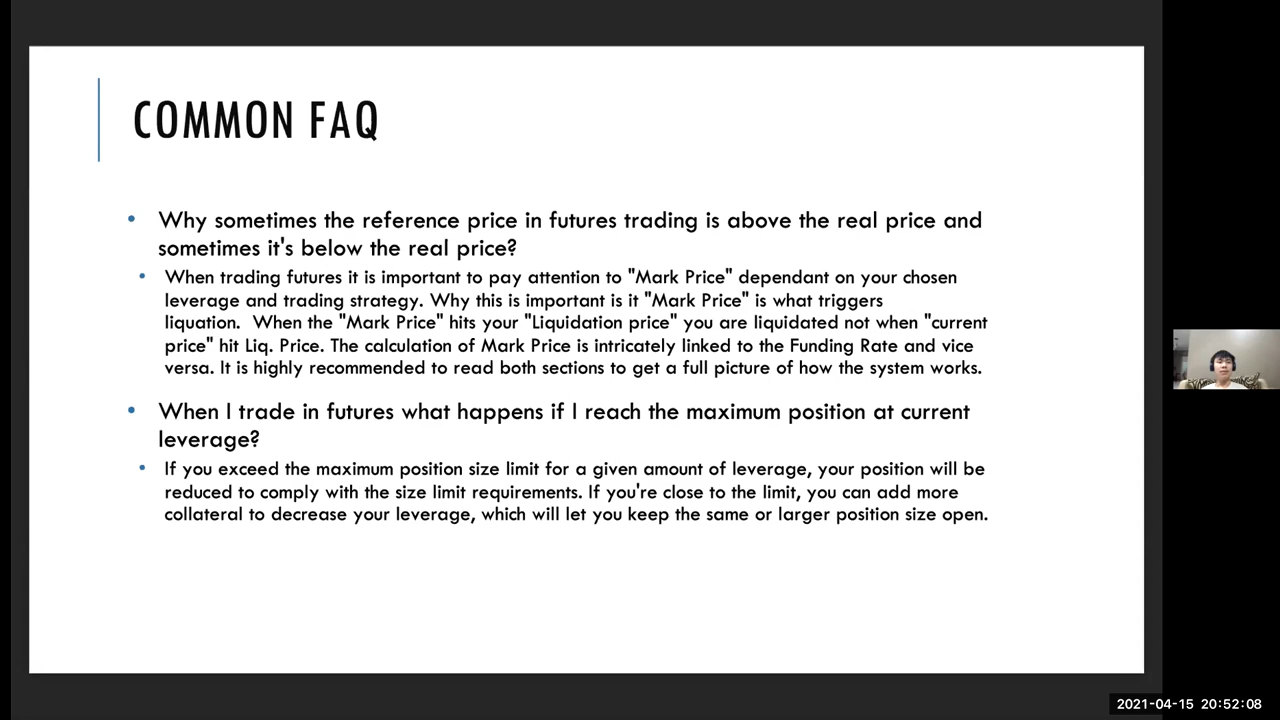 COMMON FAQ
• Why sometimes the reference price in futures trading is above the real price and
sometimes it's below the real price?
• When trading futures it is important to pay attention to "Mark Price" dependant on your chosen
leverage and trading strategy. Why this is important is it "Mark Price" is what triggers
liquation.  When the "Mark Price" hits your "Liquidation price" you are liquidated not when "current
price" hit Liq. Price. The calculation of Mark Price is intricately linked to the Funding Rate and vice
versa. It is highly recommended to read both sections to get a full picture of how the system works.
• When I trade in futures what happens if I reach the maximum position at current
leverage?
• If you exceed the maximum position size limit for a given amount of leverage, your position will be
reduced to comply with the size limit requirements. If you're close to the limit, you can add more
collateral to decrease your leverage, which will let you keep the same or larger position size open.
2021-04-15 20:52:08